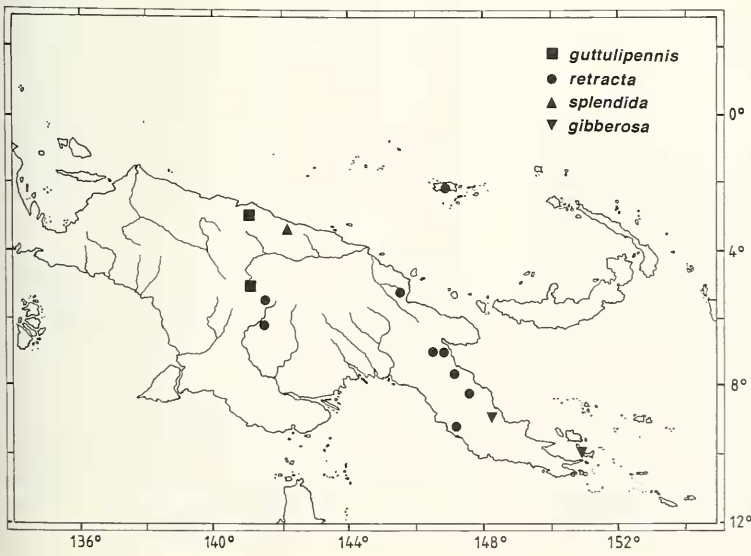 guttulipennis
retracta
splendida
gibberosa
0°
4°
8°
12°
136° 140° 144° 148° 152°